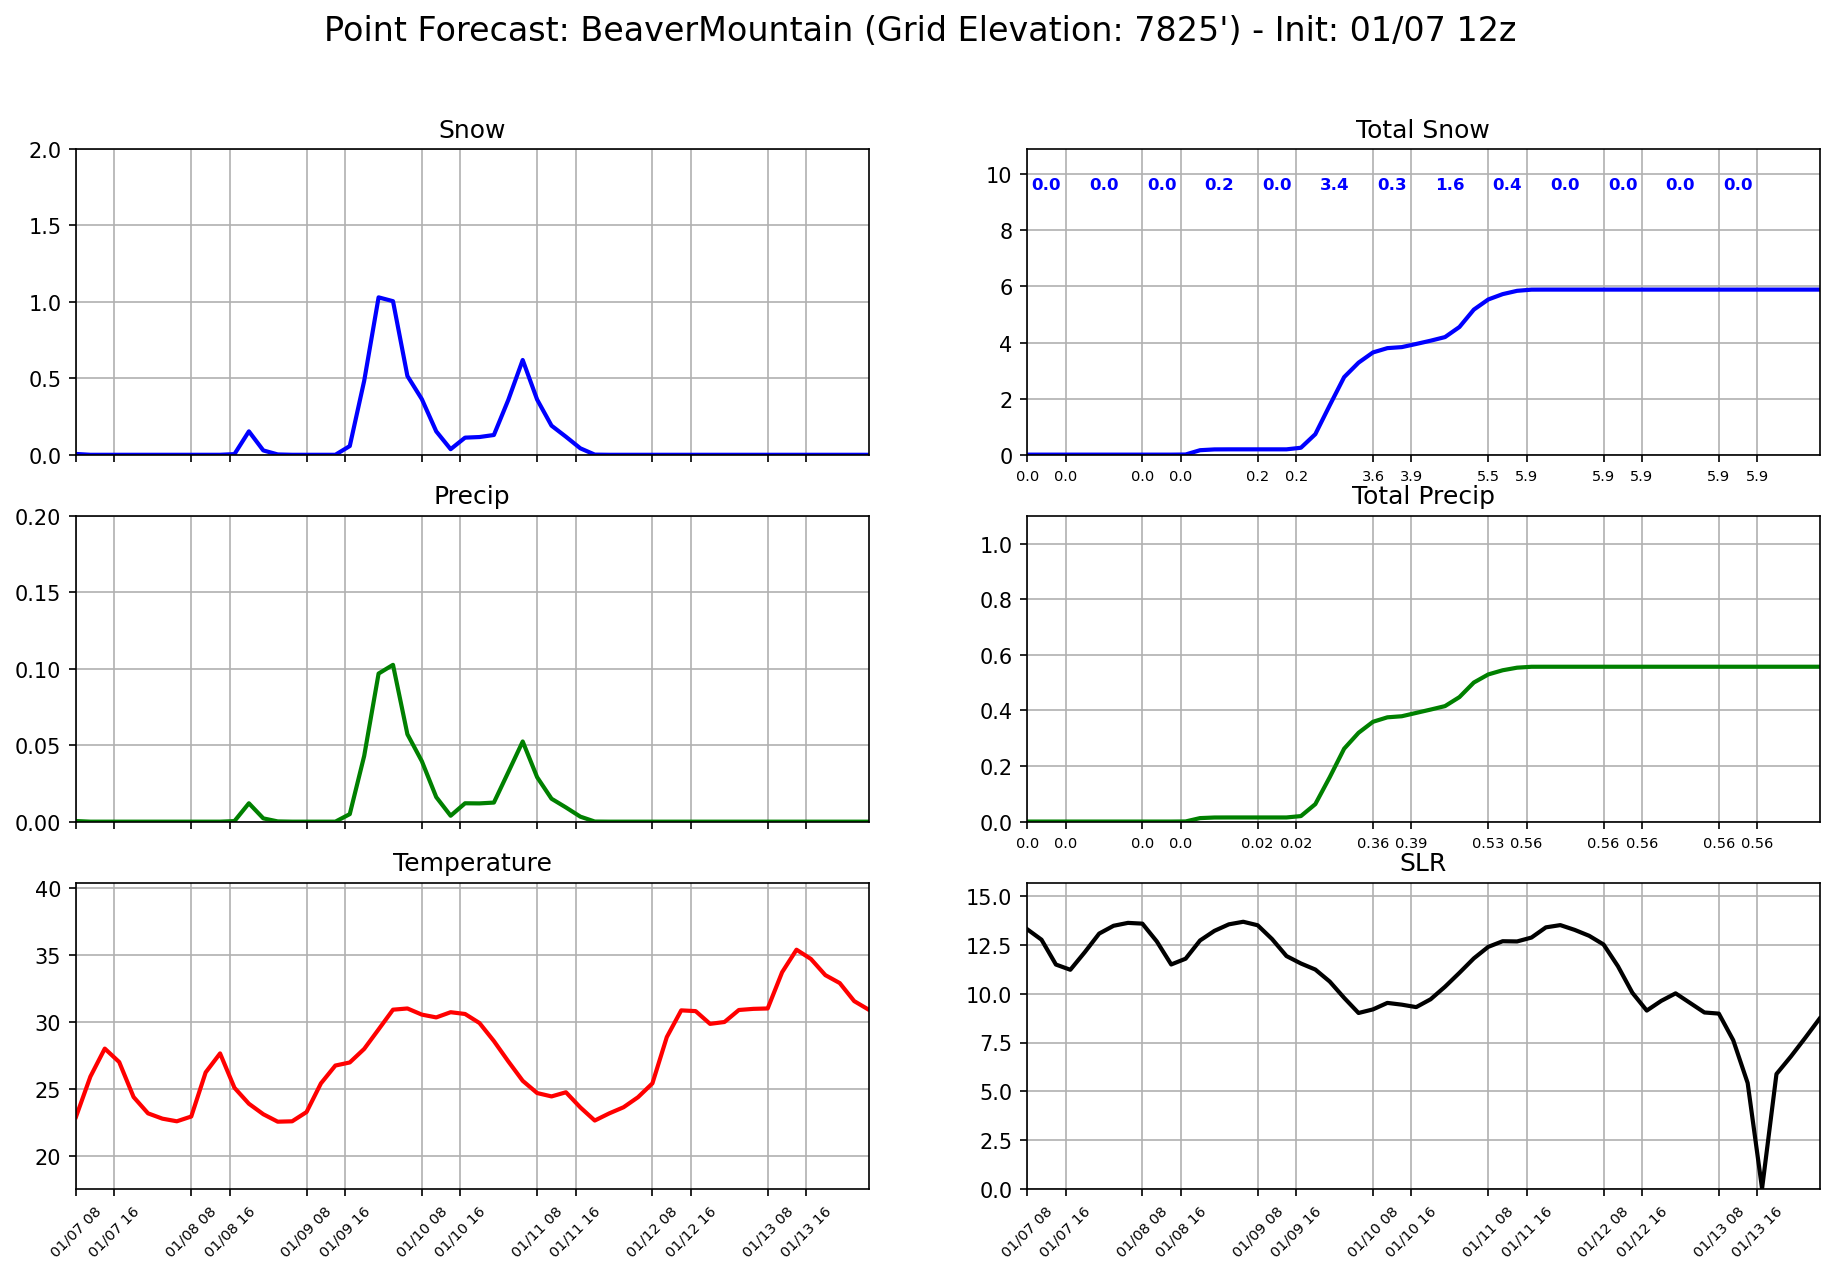 Point Forecast: BeaverMountain (Grid Elevation: 7825') - Init: 01/07 12z
Snow
2.0
1.5
1.0
0.5
0.0
Total Snow
10
8
6
4
2
0
0.0 0.0 0.0 0.2 0.0 3.4 0.3 1.6 0.4 0.0 0.0 0.0 0.0
0.0 0.0 0.0 0.0 0.2 0.2 3.6 3.9 5.5 5.9 5.9 5.9 5.9 5.9
Precip
0.20
0.15
0.10
0.05
0.00
Total Precip
1.0
0.8
0.6
0.4
0.2
0.0
0.0 0.0 0.0 0.0 0.02 0.02 0.36 0.39 0.53 0.56 0.56 0.56 0.56 0.56
Temperature
40
35
30
25
20
01/07 08 01/07 16 01/08 08 01/08 16 01/09 08 01/09 16 01/10 08 01/10 16 01/11 08 01/11 16 01/12 08 01/12 16 01/13 08 01/13 16
SLR
15.0
12.5
10.0
7.5
5.0
2.5
0.0
01/07 08 01/07 16 01/08 08 01/08 16 01/09 08 01/09 16 01/10 08 01/10 16 01/11 08 01/11 16 01/12 08 01/12 16 01/13 08 01/13 16